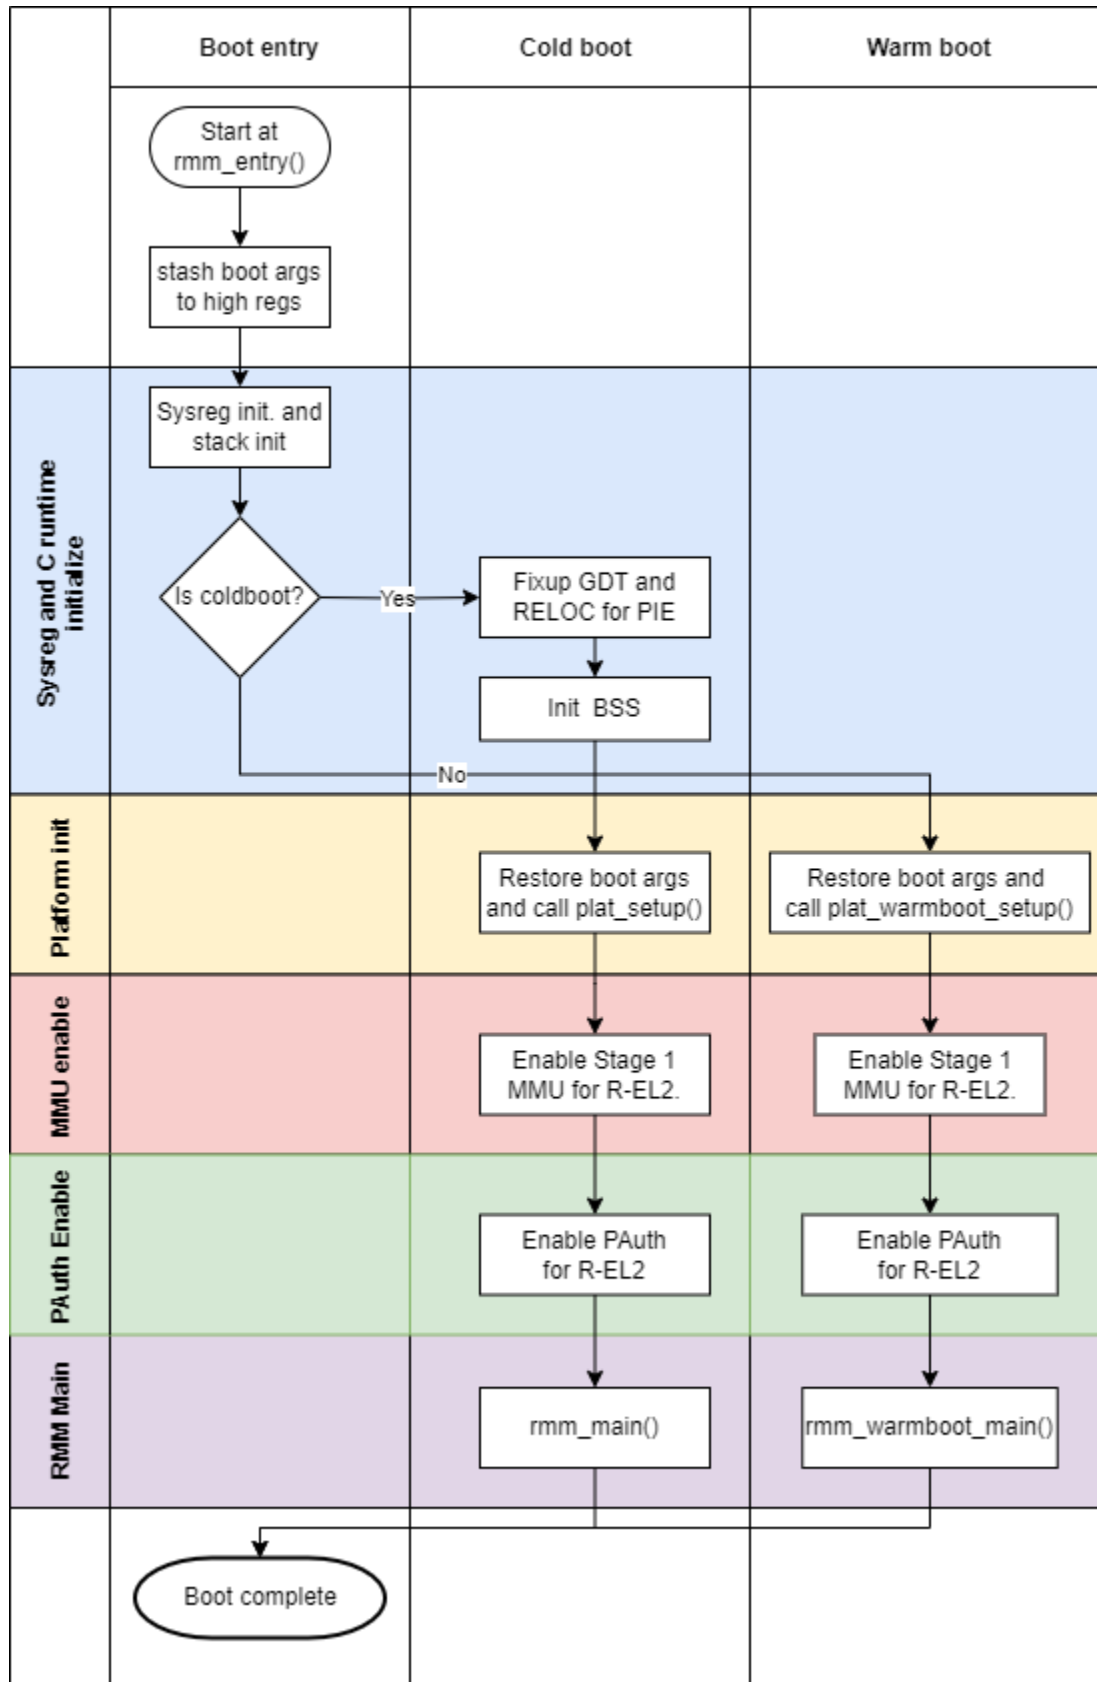 Boot entry
Cold boot
Warm boot
Start at
rmm_entry()
stash boot args
to high regs
Sysreg and C runtime
initialize
Sysreg init. and
stack init
Is coldboot?
Yes
Fixup GDT and
RELOC for PIE
Init  BSS
No
Platform init
Restore boot args
and call plat_setup()
Restore boot args and
call plat_warmboot_setup()
MMU enable
Enable Stage 1
MMU for R-EL2.
Enable Stage 1
MMU for R-EL2.
PAuth Enable
Enable PAuth
for R-EL2
Enable PAuth
for R-EL2
RMM Main
rmm_main()
rmm_warmboot_main()
Boot complete